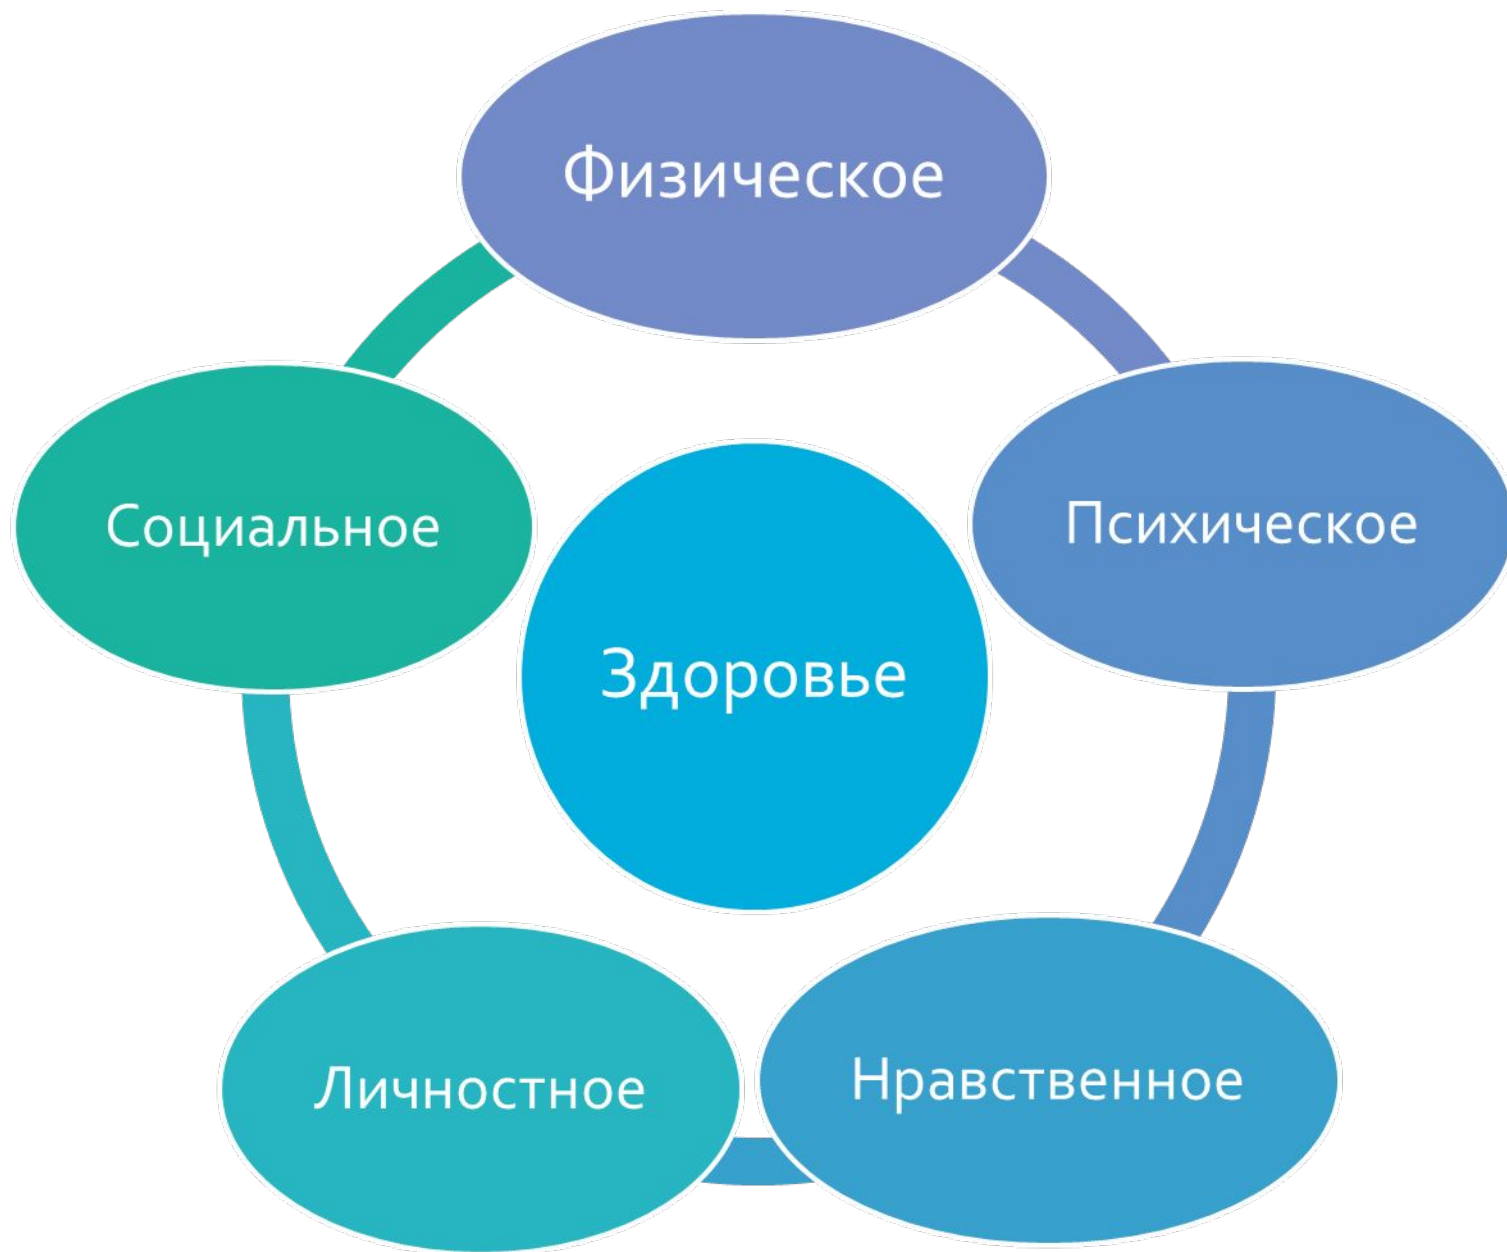 Физическое
Социальное
Психическое
Здоровье
Личностное
Нравственное